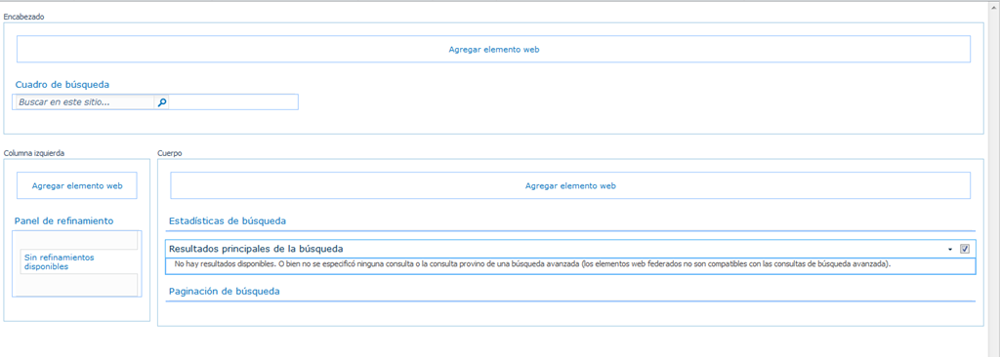 Encabezado
Agregar elemento web
Cuadro de búsqueda
Buscar en este sitio...
Columna izquierda
Agregar elemento web
Panel de refinamiento
Sin refinamientos
disponibles
Cuerpo
Agregar elemento web
Estadísticas de búsqueda
Resultados principales de la búsqueda
No hay resultados disponibles. O bien no se especificó ninguna consulta o la consulta provino de una búsqueda avanzada (los elementos web federados no son compatibles con las consultas de búsqueda avanzada).
Paginación de búsqueda